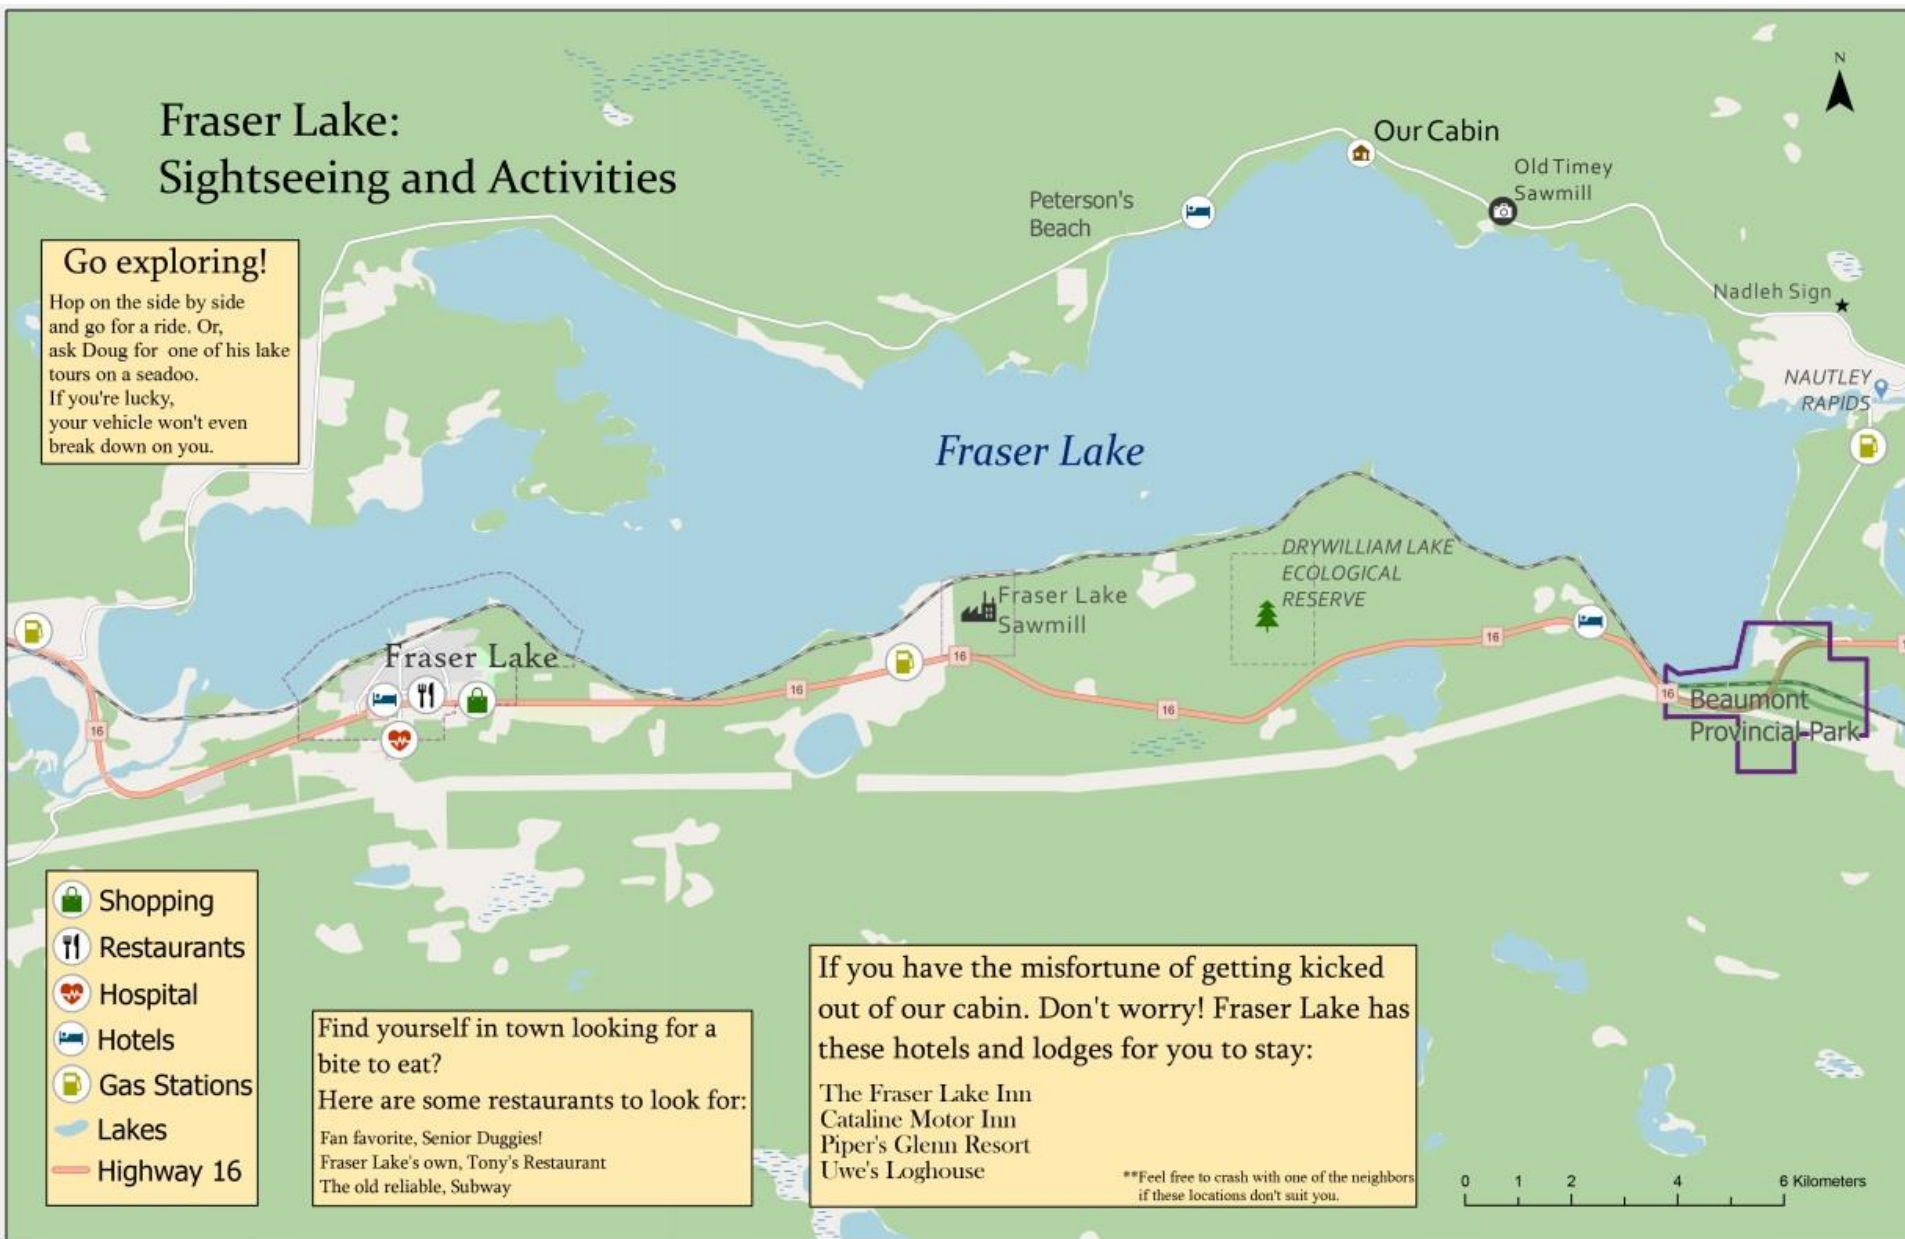 Fraser Lake:
Sightseeing and Activities
N
Our Cabin
Old Timey
Sawmill
Peterson's
Beach
Go exploring!
Hop on the side by side
and go for a ride. Or,
ask Doug for one of his lake
tours on a seadoo.
If you're lucky,
your vehicle won't even
break down on you.
Nadleh Sign
NAUTLEY
RAPIDS
Fraser Lake
DRYWILLIAM LAKE
ECOLOGICAL
RESERVE
Fraser Lake
Sawmill
Fraser Lake
16
16
16
16
16
16
Beaumont
Provincial Park
Shopping
Restaurants
Hospital
Hotels
Gas Stations
Lakes
Highway 16
Find yourself in town looking for a
bite to eat?
Here are some restaurants to look for:
Fan favorite, Senior Duggies!
Fraser Lake's own, Tony's Restaurant
The old reliable, Subway
If you have the misfortune of getting kicked
out of our cabin. Don't worry! Fraser Lake has
these hotels and lodges for you to stay:
The Fraser Lake Inn
Cataline Motor Inn
Piper's Glenn Resort
Uwe's Loghouse
**Feel free to crash with one of the neighbors
if these locations don't suit you.
0 1 2 4 6 Kilometers